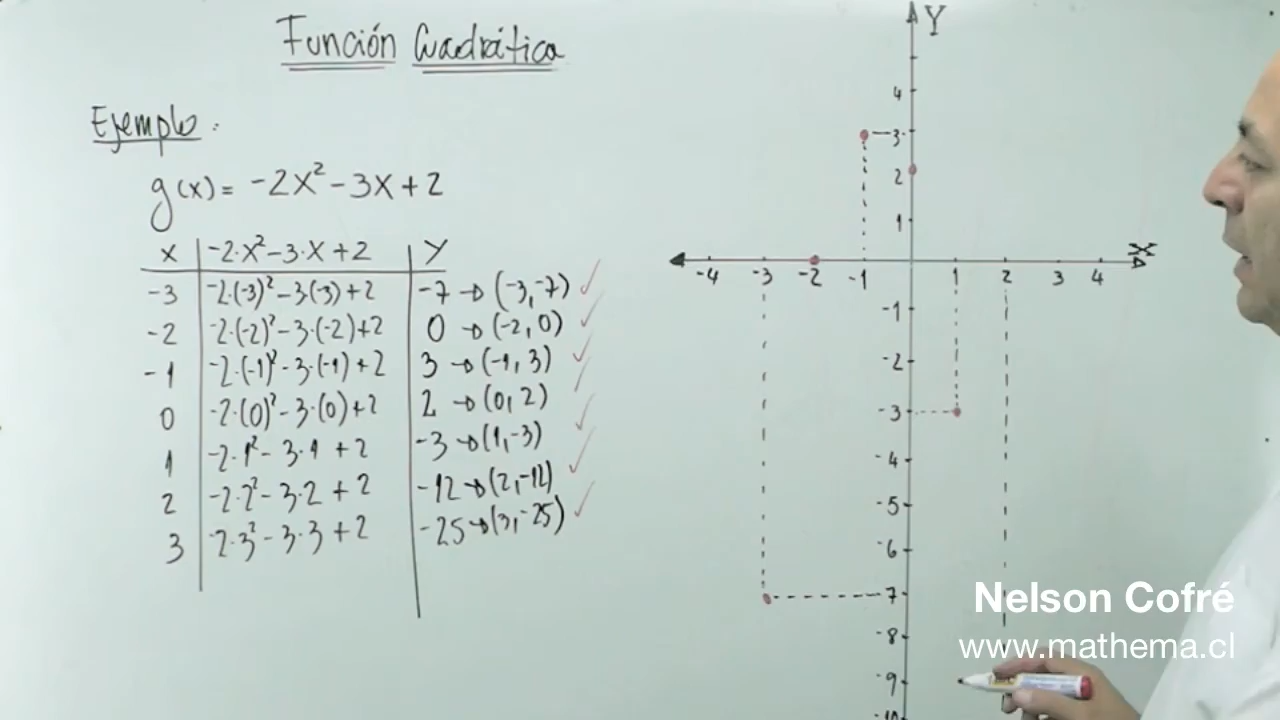 Función Cuadrática
Ejemplo:
g(x) = -2x² - 3x + 2
x | -2·x² - 3·x + 2 | y
-3 | -2·(-3)² - 3(-3) + 2 | -7 → (-3, -7) ✓
-2 | -2·(-2)² - 3·(-2) + 2 | 0 → (-2, 0) ✓
-1 | -2·(-1)² - 3·(-1) + 2 | 3 → (-1, 3) ✓
0 | -2·(0)² - 3·(0) + 2 | 2 → (0, 2) ✓
1 | -2·1² - 3·1 + 2 | -3 → (1, -3) ✓
2 | -2·2² - 3·2 + 2 | -12 → (2, -12) ✓
3 | -2·3² - 3·3 + 2 | -25 → (3, -25) ✓
Y
4
3
2
1
X
-4 -3 -2 -1 1 2 3 4
-1
-2
-3
-4
-5
-6
-7
-8
-9
-10
Nelson Cofré
www.mathema.cl